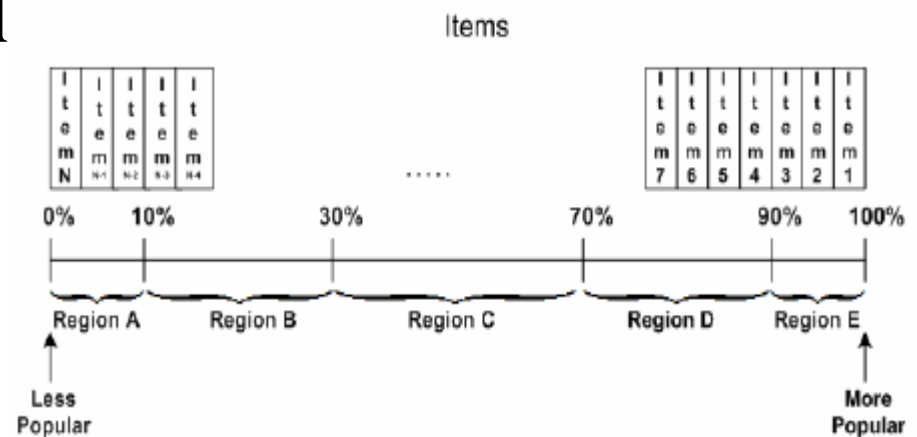 Items
Item N
Item N-1
Item N-2
Item N-3
Item N-4
.....
Item 7
Item 6
Item 5
Item 4
Item 3
Item 2
Item 1
0% 10% 30% 70% 90% 100%
Region A Region B Region C Region D Region E
Less Popular
More Popular